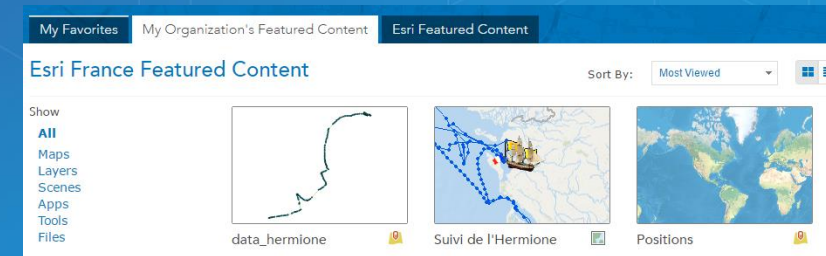 My Favorites My Organization's Featured Content Esri Featured Content
Esri France Featured Content Sort By: Most Viewed
Show
All
Maps
Layers
Scenes
Apps
Tools
Files
data_hermione Suivi de l'Hermione Positions